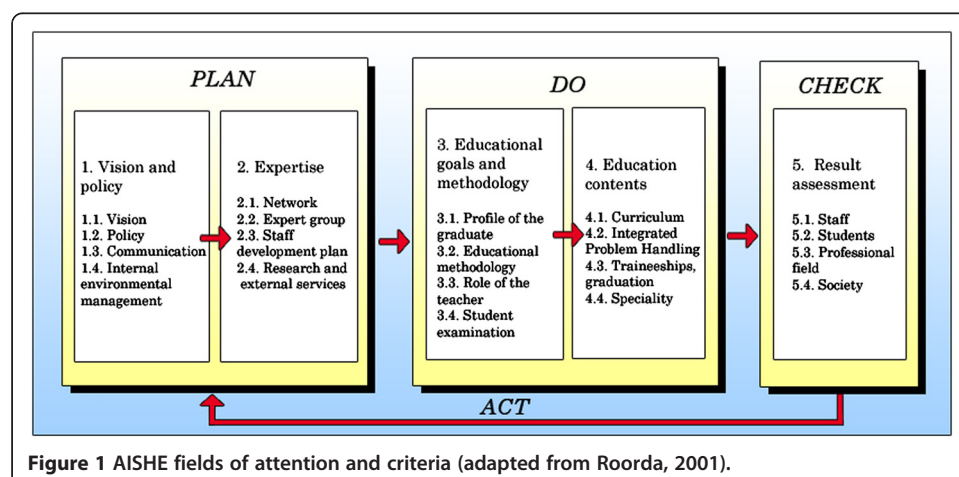 PLAN
1. Vision and
policy
1.1. Vision
1.2. Policy
1.3. Communication
1.4. Internal
environmental
management
2. Expertise
2.1. Network
2.2. Expert group
2.3. Staff
development plan
2.4. Research and
external services
DO
3. Educational
goals and
methodology
3.1. Profile of the
graduate
3.2. Educational
methodology
3.3. Role of the
teacher
3.4. Student
examination
4. Education
contents
4.1. Curriculum
4.2. Integrated
Problem Handling
4.3. Traineeships,
graduation
4.4. Speciality
CHECK
5. Result
assessment
5.1. Staff
5.2. Students
5.3. Professional
field
5.4. Society
ACT
Figure 1 AISHE fields of attention and criteria (adapted from Roorda, 2001).